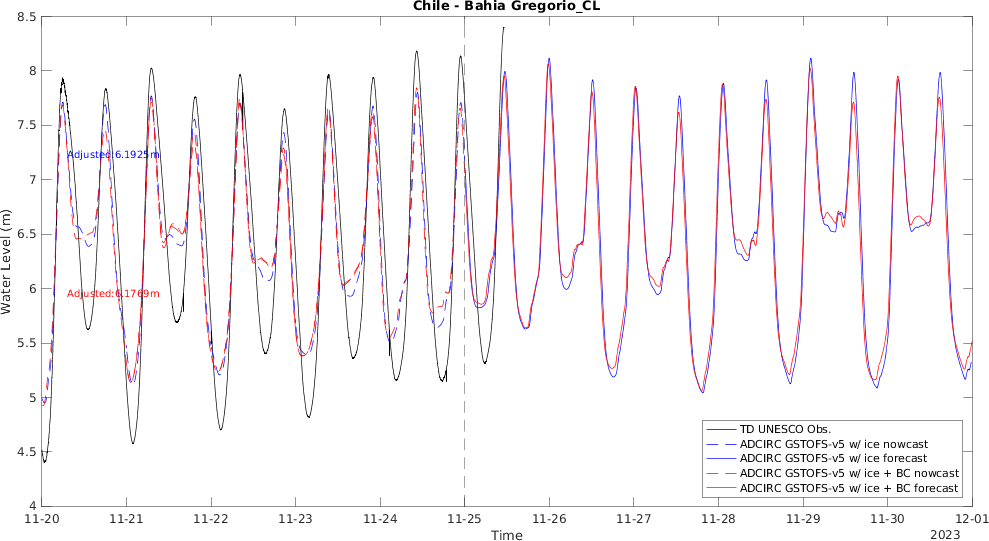 Chile - Bahia Gregorio_CL
8.5
8
7.5
7
6.5
6
5.5
5
4.5
4
Water Level (m)
Adjusted:6.1925m
Adjusted:6.1769m
TD UNESCO Obs.
ADCIRC GSTOFS-v5 w/ ice nowcast
ADCIRC GSTOFS-v5 w/ ice forecast
ADCIRC GSTOFS-v5 w/ ice + BC nowcast
ADCIRC GSTOFS-v5 w/ ice + BC forecast
11-20 11-21 11-22 11-23 11-24 11-25 11-26 11-27 11-28 11-29 11-30 12-01
Time
2023